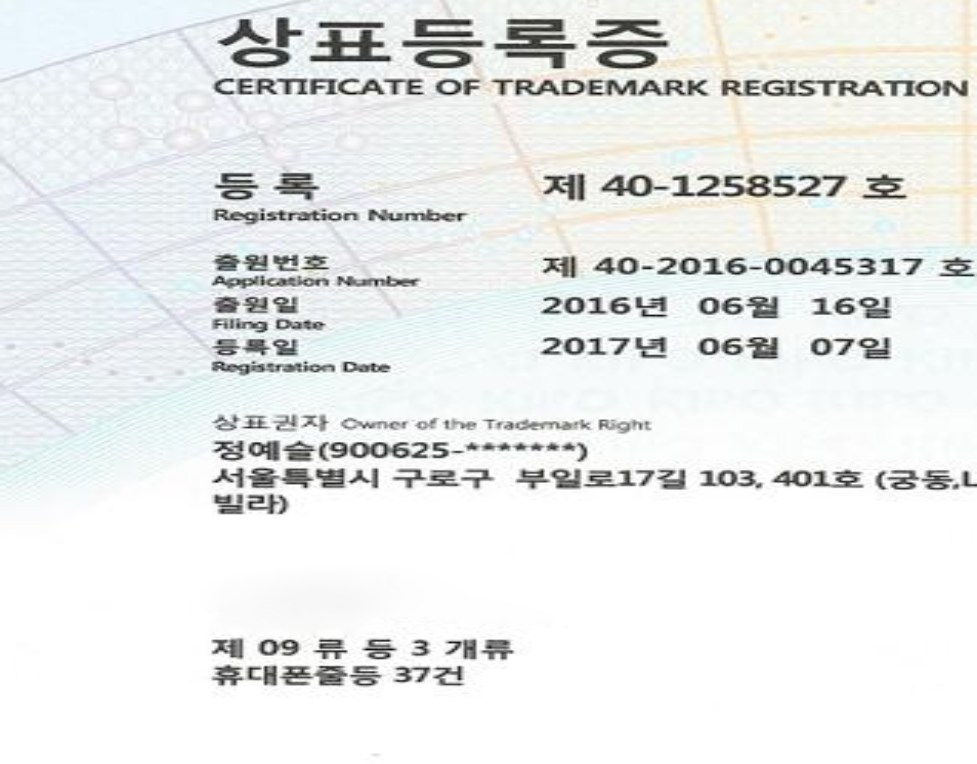 상표등록증
CERTIFICATE OF TRADEMARK REGISTRATION
등 록 제 40-1258527 호
Registration Number
출원번호 제 40-2016-0045317 호
Application Number
출원일 2016년 06월 16일
Filing Date
등록일 2017년 06월 07일
Registration Date
상표권자 Owner of the Trademark Right
정예슬(900625-*******)
서울특별시 구로구 부일로17길 103, 401호 (궁동,L
빌라)
제 09 류 등 3 개류
휴대폰줄등 37건